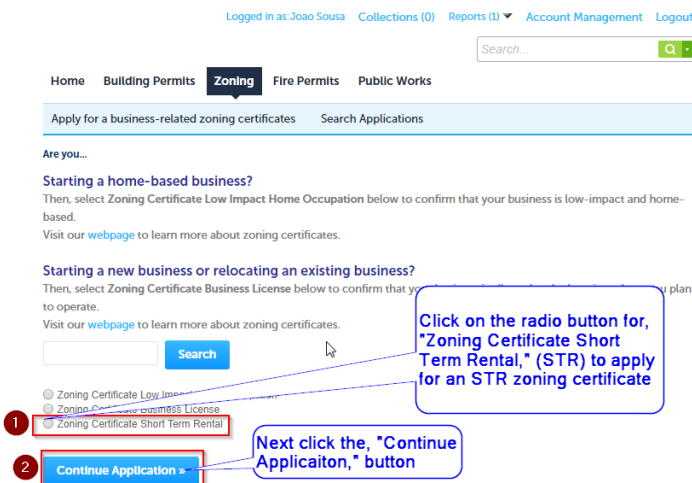 Logged in as:Joao Sousa Collections (0) Reports (1) Account Management Logout
Search...
Home Building Permits Zoning Fire Permits Public Works
Apply for a business-related zoning certificates Search Applications
Are you...
Starting a home-based business?
Then, select Zoning Certificate Low Impact Home Occupation below to confirm that your business is low-impact and home-
based.
Visit our webpage to learn more about zoning certificates.
Starting a new business or relocating an existing business?
Then, select Zoning Certificate Business License below to confirm that plan
to operate.
Visit our webpage to learn more about zoning certificates.
Search
Click on the radio button for,
"Zoning Certificate Short
Term Rental," (STR) to apply
for an STR zoning certificate
Zoning Certificate Low
Zoning Certificate Business License
1 Zoning Certificate Short Term Rental
Next click the, "Continue
Applicaiton," button
2 Continue Application »